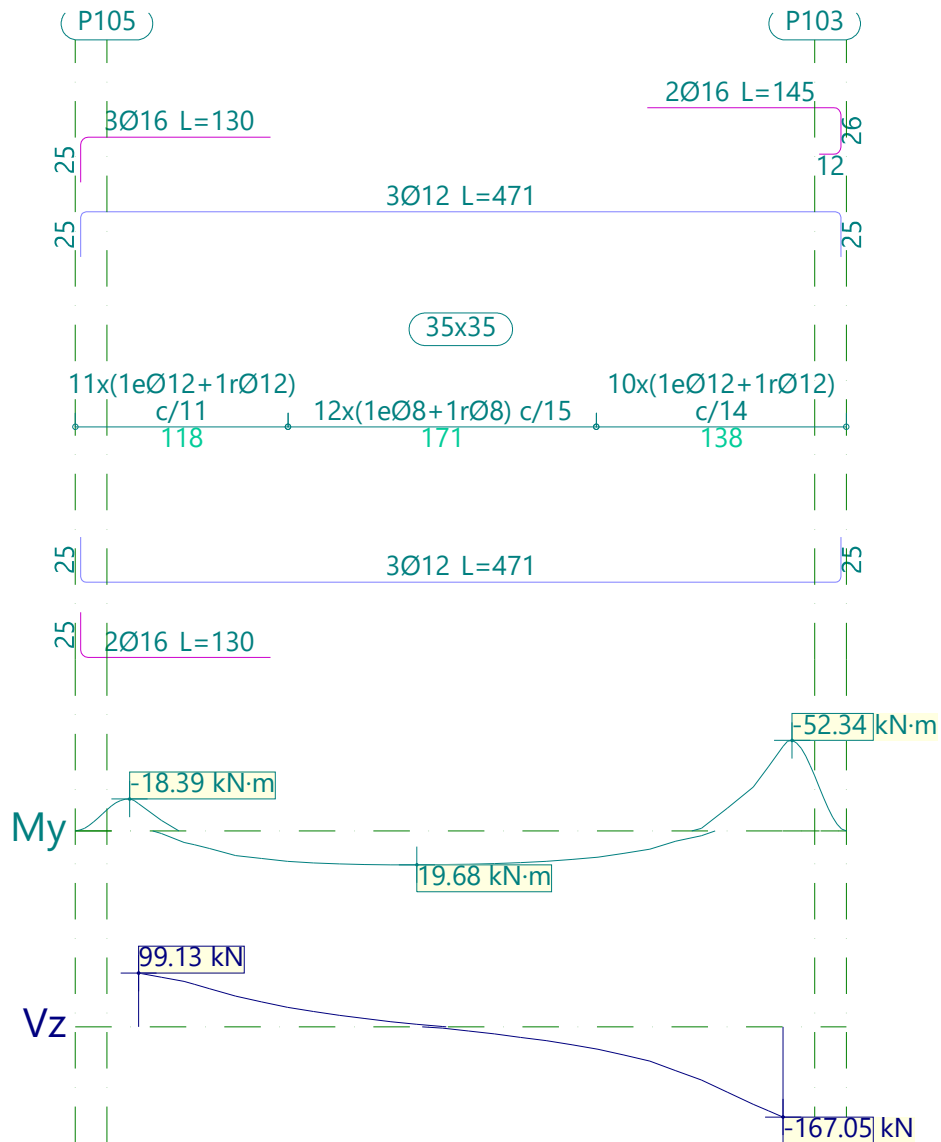 P105 P103
2Ø16 L=145
3Ø16 L=130
26
25
12
3Ø12 L=471
25 25
35x35
11x(1eØ12+1rØ12) 10x(1eØ12+1rØ12)
c/11 12x(1eØ8+1rØ8) c/15 c/14
118 171 138
25 25
3Ø12 L=471
25
2Ø16 L=130
-52.34 kN·m
-18.39 kN·m
My
19.68 kN·m
99.13 kN
Vz
-167.05 kN